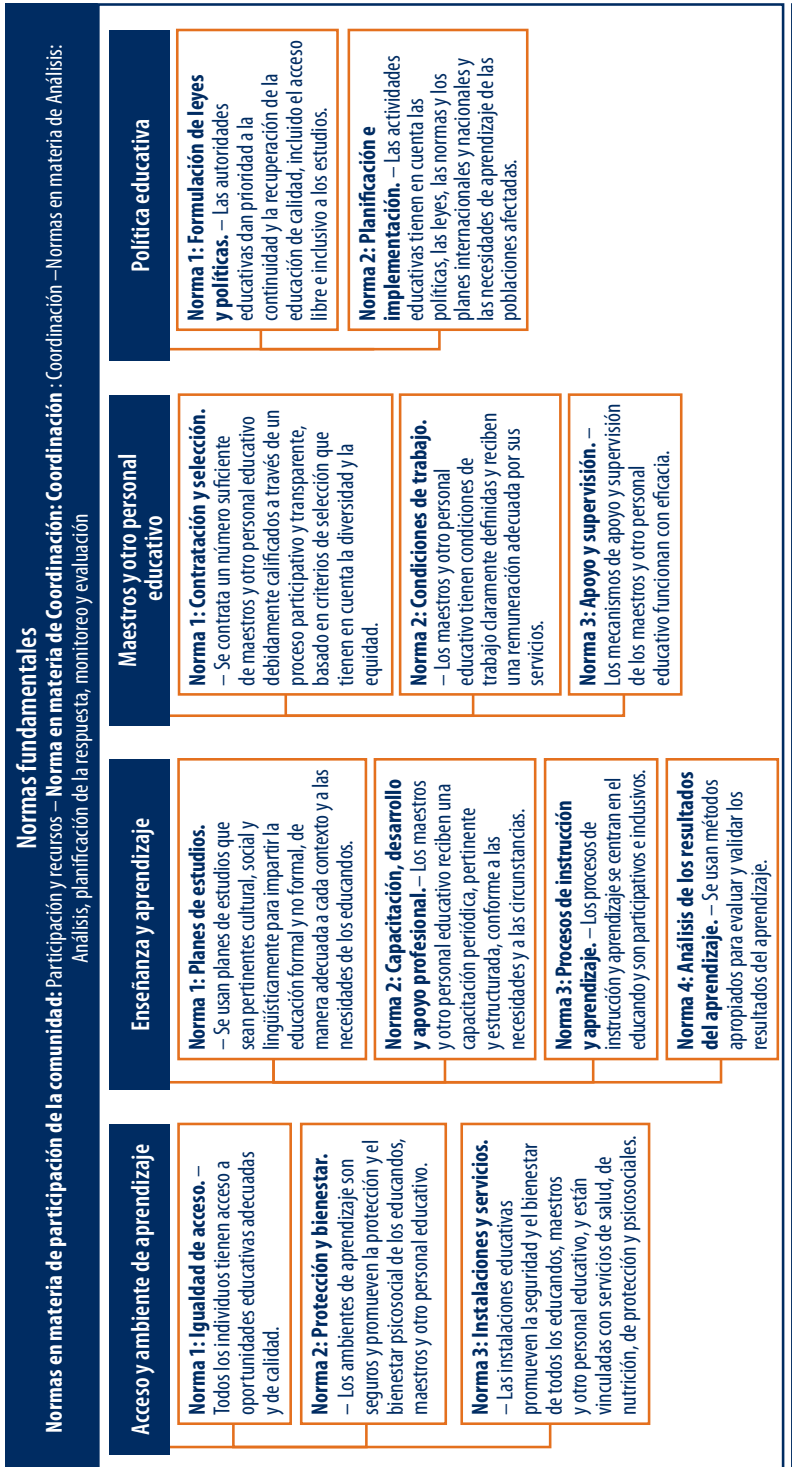 Normas fundamentales
Normas en materia de participación de la comunidad: Participación y recursos – Norma en materia de Coordinación: Coordinación : Coordinación –Normas en materia de Análisis:
Análisis, planificación de la respuesta, monitoreo y evaluación
Acceso y ambiente de aprendizaje
Norma 1: Igualdad de acceso. –
Todos los individuos tienen acceso a
oportunidades educativas adecuadas
y de calidad.
Norma 2: Protección y bienestar.
– Los ambientes de aprendizaje son
seguros y promueven la protección y el
bienestar psicosocial de los educandos,
maestros y otro personal educativo.
Norma 3: Instalaciones y servicios.
– Las instalaciones educativas
promueven la seguridad y el bienestar
de todos los educandos, maestros
y otro personal educativo, y están
vinculadas con servicios de salud, de
nutrición, de protección y psicosociales.
Enseñanza y aprendizaje
Norma 1: Planes de estudios.
– Se usan planes de estudios que
sean pertinentes cultural, social y
lingüísticamente para impartir la
educación formal y no formal, de
manera adecuada a cada contexto y a las
necesidades de los educandos.
Norma 2: Capacitación, desarrollo
y apoyo profesional. – Los maestros
y otro personal educativo reciben una
capacitación periódica, pertinente
y estructurada, conforme a las
necesidades y a las circunstancias.
Norma 3: Procesos de instrucción
y aprendizaje. – Los procesos de
instrucción y aprendizaje se centran en el
educando y son participativos e inclusivos.
Norma 4: Análisis de los resultados
del aprendizaje. – Se usan métodos
apropiados para evaluar y validar los
resultados del aprendizaje.
Maestros y otro personal
educativo
Norma 1: Contratación y selección.
– Se contrata un número suficiente
de maestros y otro personal educativo
debidamente calificados a través de un
proceso participativo y transparente,
basado en criterios de selección que
tienen en cuenta la diversidad y la
equidad.
Norma 2: Condiciones de trabajo.
– Los maestros y otro personal
educativo tienen condiciones de
trabajo claramente definidas y reciben
una remuneración adecuada por sus
servicios.
Norma 3: Apoyo y supervisión. –
Los mecanismos de apoyo y supervisión
de los maestros y otro personal
educativo funcionan con eficacia.
Política educativa
Norma 1: Formulación de leyes
y políticas. – Las autoridades
educativas dan prioridad a la
continuidad y la recuperación de la
educación de calidad, incluido el acceso
libre e inclusivo a los estudios.
Norma 2: Planificación e
implementación. – Las actividades
educativas tienen en cuenta las
políticas, las leyes, las normas y los
planes internacionales y nacionales y
las necesidades de aprendizaje de las
poblaciones afectadas.